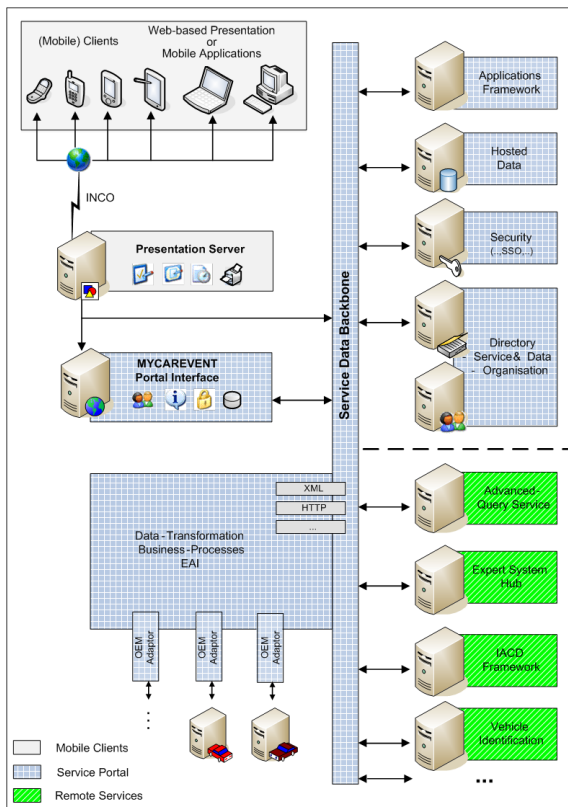 (Mobile) Clients
Web-based Presentation
or
Mobile Applications
INCO
Presentation Server
MYCAREVENT
Portal Interface
Service Data Backbone
Applications
Framework
Hosted
Data
Security
(...SSO...)
Directory
- Service & Data
- Organisation
XML
HTTP
...
Data-Transformation
Business-Processes
EAI
OEM
Adaptor
OEM
Adaptor
OEM
Adaptor
Advanced-
Query Service
Expert System
Hub
IACD
Framework
Vehicle
Identification
...
...
Mobile Clients
Service Portal
Remote Services